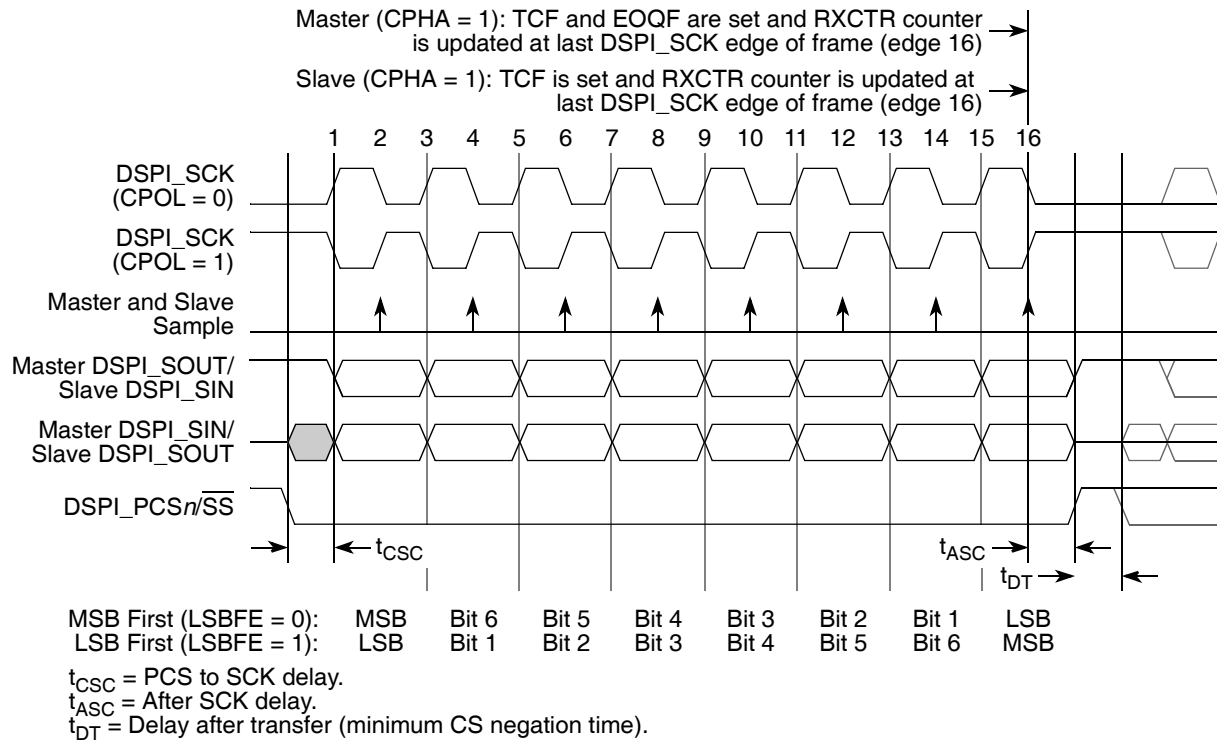 Master (CPHA = 1): TCF and EOQF are set and RXCTR counter
is updated at last DSPI_SCK edge of frame (edge 16)
Slave (CPHA = 1): TCF is set and RXCTR counter is updated at
last DSPI_SCK edge of frame (edge 16)
1 2 3 4 5 6 7 8 9 10 11 12 13 14 15 16
DSPI_SCK
(CPOL = 0)
DSPI_SCK
(CPOL = 1)
Master and Slave
Sample
Master DSPI_SOUT/
Slave DSPI_SIN
Master DSPI_SIN/
Slave DSPI_SOUT
DSPI_PCSn/SS
tCSC tASC
tDT
MSB First (LSBFE = 0): MSB Bit 6 Bit 5 Bit 4 Bit 3 Bit 2 Bit 1 LSB
LSB First (LSBFE = 1): LSB Bit 1 Bit 2 Bit 3 Bit 4 Bit 5 Bit 6 MSB
tCSC = PCS to SCK delay.
tASC = After SCK delay.
tDT = Delay after transfer (minimum CS negation time).